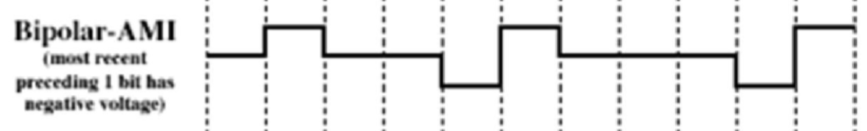 Bipolar-AMI
(most recent
preceding 1 bit has
negative voltage)